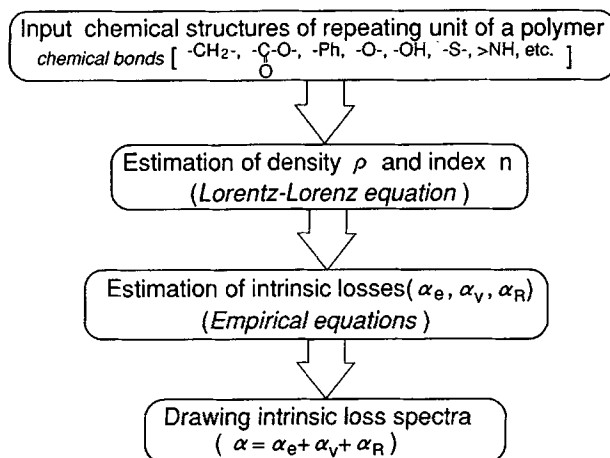 Input chemical structures of repeating unit of a polymer
chemical bonds [ -CH2-, -C-O-, -Ph, -O-, -OH, -S-, >NH, etc. ]
O
Estimation of density ρ and index n
(Lorentz-Lorenz equation)
Estimation of intrinsic losses(αe, αv, αR)
(Empirical equations)
Drawing intrinsic loss spectra
( α = αe + αv + αR )